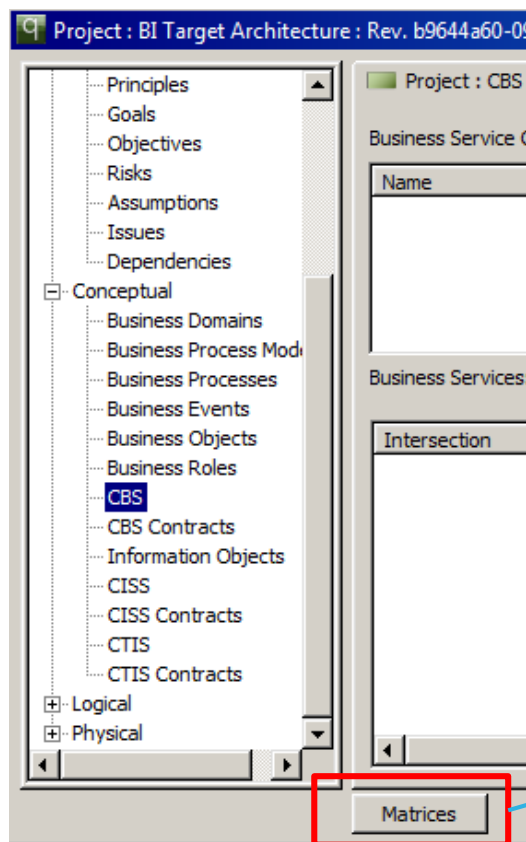 Project : BI Target Architecture : Rev. b9644a60-09
Principles
Goals
Objectives
Risks
Assumptions
Issues
Dependencies
Conceptual
Business Domains
Business Process Mod
Business Processes
Business Events
Business Objects
Business Roles
CBS
CBS Contracts
Information Objects
CISS
CISS Contracts
CTIS
CTIS Contracts
Logical
Physical
Project : CBS
Business Service
Name
Business Services
Intersection
Matrices